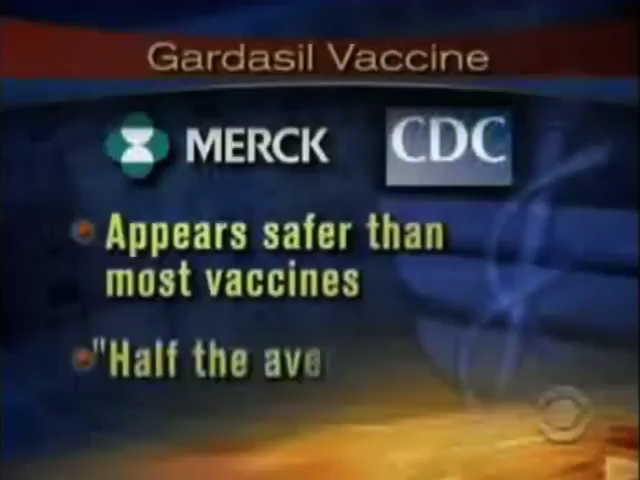 Gardasil Vaccine
MERCK
CDC
Appears safer than
most vaccines
"Half the ave